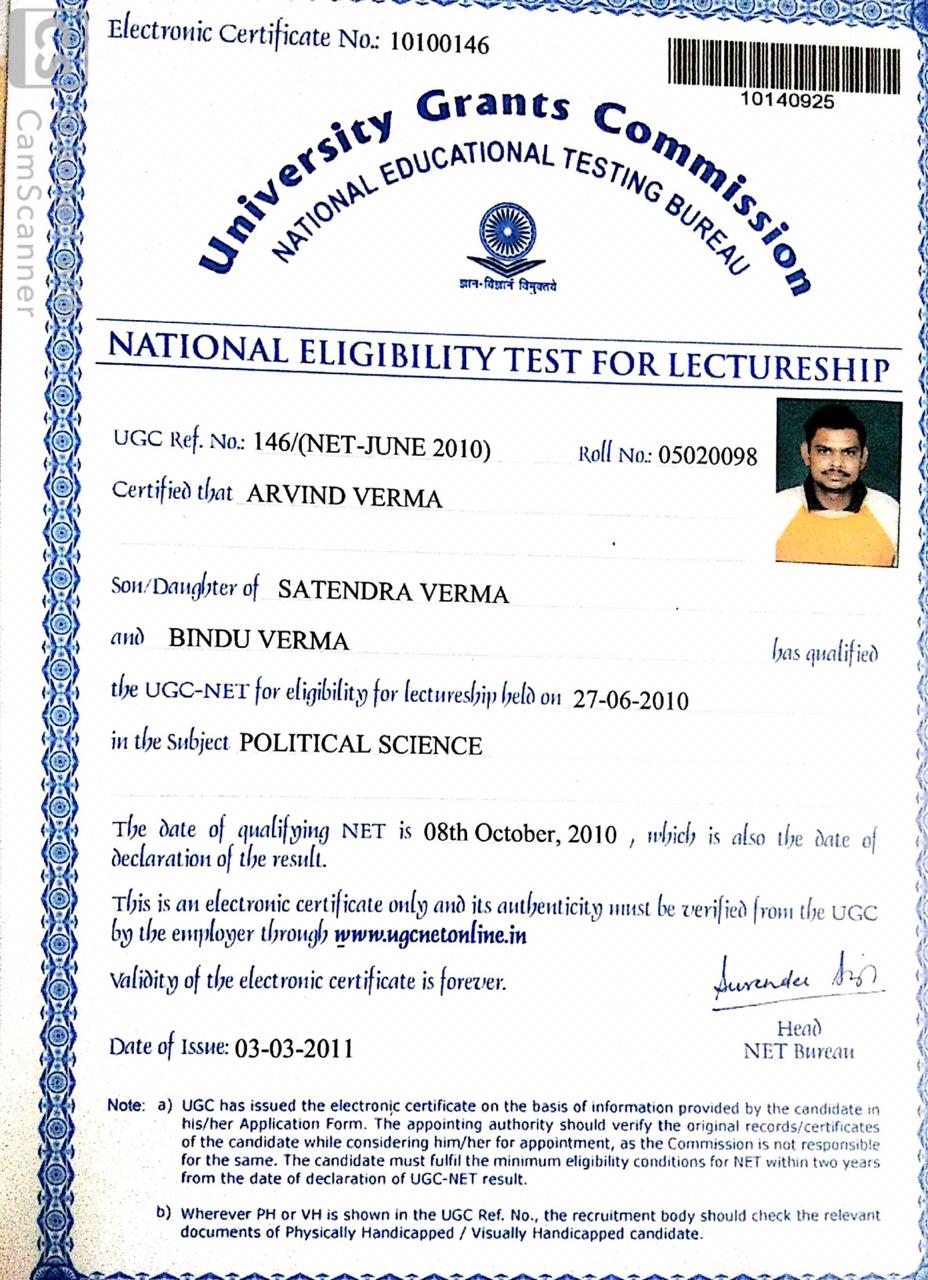 Electronic Certificate No.: 10100146
10140925
University Grants Commission
NATIONAL EDUCATIONAL TESTING BUREAU
ज्ञान-विज्ञानं विमुक्तये
NATIONAL ELIGIBILITY TEST FOR LECTURESHIP
UGC Ref. No.: 146/(NET-JUNE 2010) Roll No.: 05020098
Certified that ARVIND VERMA
Son/Daughter of SATENDRA VERMA
and BINDU VERMA has qualified
the UGC-NET for eligibility for lectureship held on 27-06-2010
in the Subject POLITICAL SCIENCE
The date of qualifying NET is 08th October, 2010 , which is also the date of
declaration of the result.
This is an electronic certificate only and its authenticity must be verified from the UGC
by the employer through www.ugcnetonline.in
Validity of the electronic certificate is forever.
Surender
Head
NET Bureau
Date of Issue: 03-03-2011
Note: a) UGC has issued the electronic certificate on the basis of information provided by the candidate in
his/her Application Form. The appointing authority should verify the original records/certificates
of the candidate while considering him/her for appointment, as the Commission is not responsible
for the same. The candidate must fulfil the minimum eligibility conditions for NET within two years
from the date of declaration of UGC-NET result.
b) Wherever PH or VH is shown in the UGC Ref. No., the recruitment body should check the relevant
documents of Physically Handicapped / Visually Handicapped candidate.
CS CamScanner